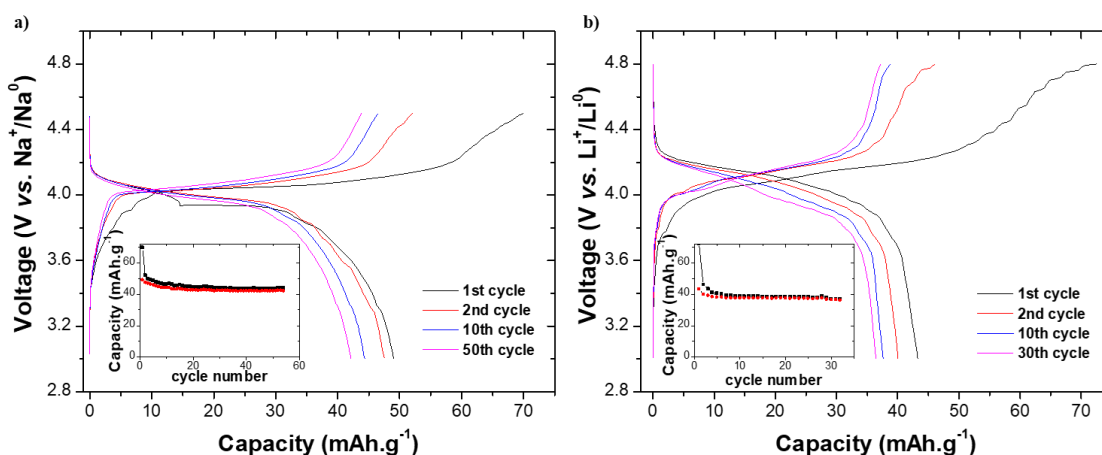 a)
Voltage (V vs. Na⁺/Na⁰)
4.8
4.4
4.0
3.6
3.2
2.8
0 10 20 30 40 50 60 70
Capacity (mAh.g⁻¹)
1st cycle
2nd cycle
10th cycle
50th cycle
Capacity (mAh.g⁻¹)
60
40
20
0
0 20 40 60
cycle number
b)
Voltage (V vs. Li⁺/Li⁰)
4.8
4.4
4.0
3.6
3.2
2.8
0 10 20 30 40 50 60 70
Capacity (mAh.g⁻¹)
1st cycle
2nd cycle
10th cycle
30th cycle
Capacity (mAh.g⁻¹)
60
40
20
0
0 10 20 30
cycle number